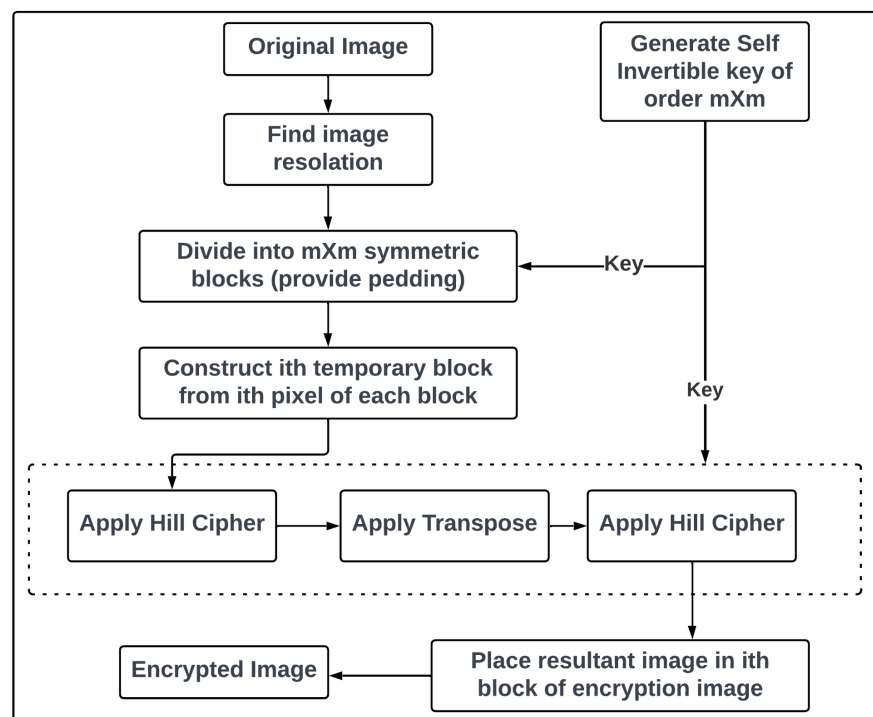 Original Image
Generate Self
Invertible key of
order mXm
Find image
resolation
Divide into mXm symmetric
blocks (provide pedding)
Key
Construct ith temporary block
from ith pixel of each block
Key
Apply Hill Cipher
Apply Transpose
Apply Hill Cipher
Encrypted Image
Place resultant image in ith
block of encryption image